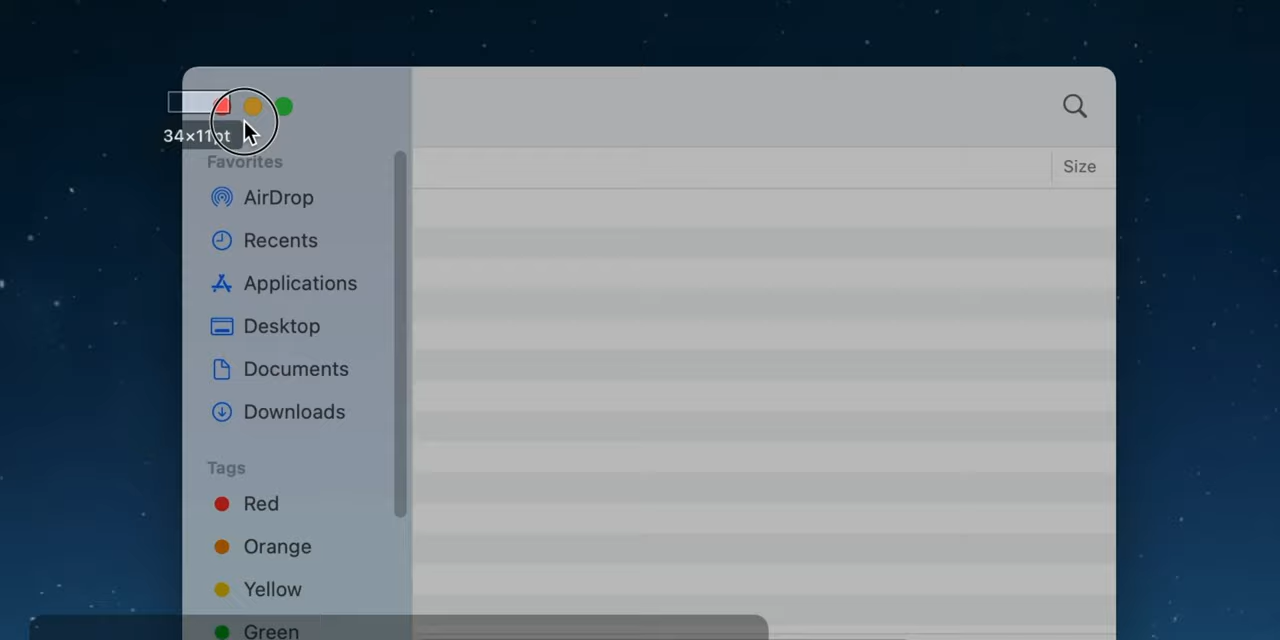 34×11pt
Favorites
AirDrop
Recents
Applications
Desktop
Documents
Downloads
Tags
Red
Orange
Yellow
Green
Size